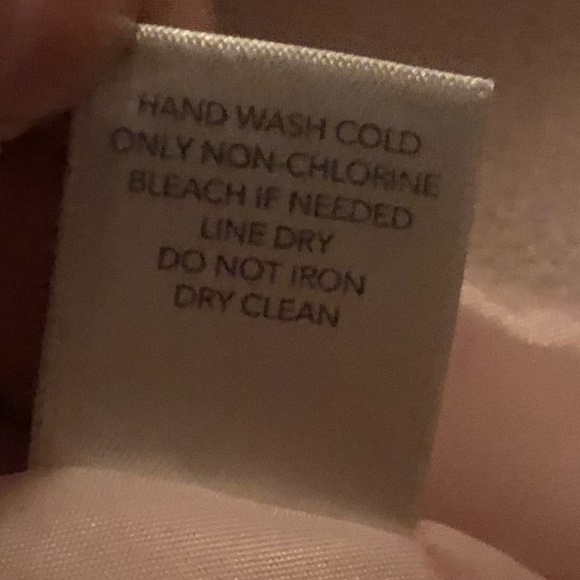 HAND WASH COLD
ONLY NON-CHLORINE
BLEACH IF NEEDED
LINE DRY
DO NOT IRON
DRY CLEAN